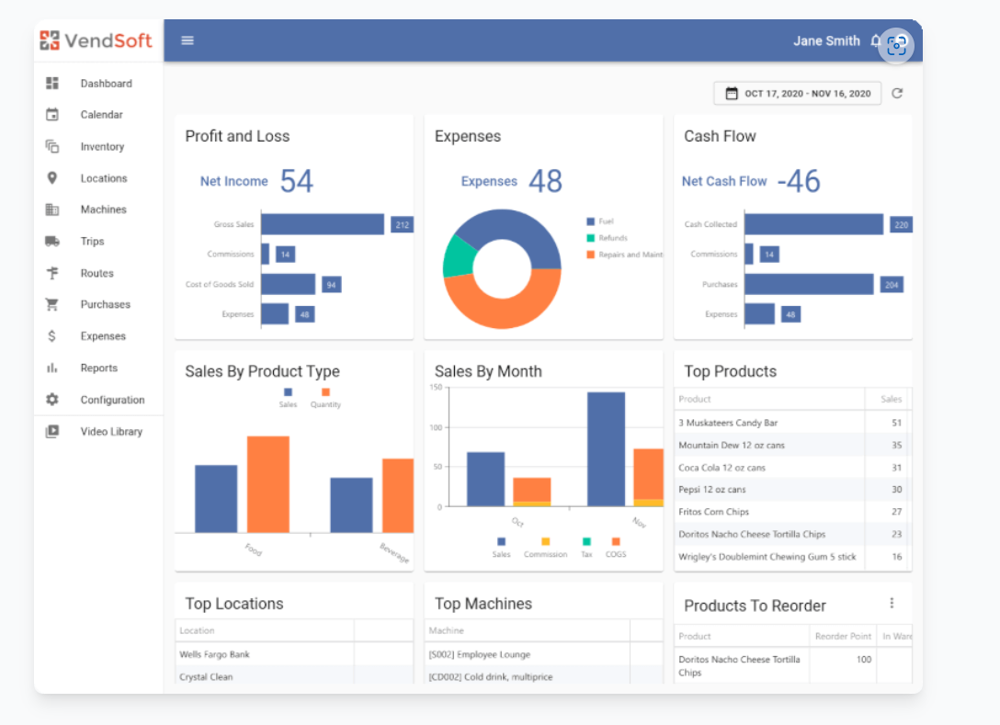 VendSoft
Jane Smith
Dashboard
Calendar
Inventory
Locations
Machines
Trips
Routes
Purchases
Expenses
Reports
Configuration
Video Library
OCT 17, 2020 - NOV 16, 2020
Profit and Loss
Net Income 54
Gross Sales 212
Commissions 14
Cost of Goods Sold 94
Expenses 48
Expenses
Expenses 48
Fuel
Refunds
Repairs and Maint
Cash Flow
Net Cash Flow -46
Cash Collected 220
Commissions 14
Purchases 204
Expenses 48
Sales By Product Type
Sales Quantity
Food Beverage
Sales By Month
150
100
50
0
Oct Nov
Sales Commission Tax COGS
Top Products
Product Sales
3 Muskateers Candy Bar 51
Mountain Dew 12 oz cans 35
Coca Cola 12 oz cans 31
Pepsi 12 oz cans 30
Fritos Corn Chips 27
Doritos Nacho Cheese Tortilla Chips 23
Wrigley's Doublemint Chewing Gum 5 stick 16
Top Locations
Location
Wells Fargo Bank
Crystal Clean
Top Machines
Machine
[S002] Employee Lounge
[CD002] Cold drink, multiprice
Products To Reorder
Product Reorder Point In Ware
Doritos Nacho Cheese Tortilla 100
Chips